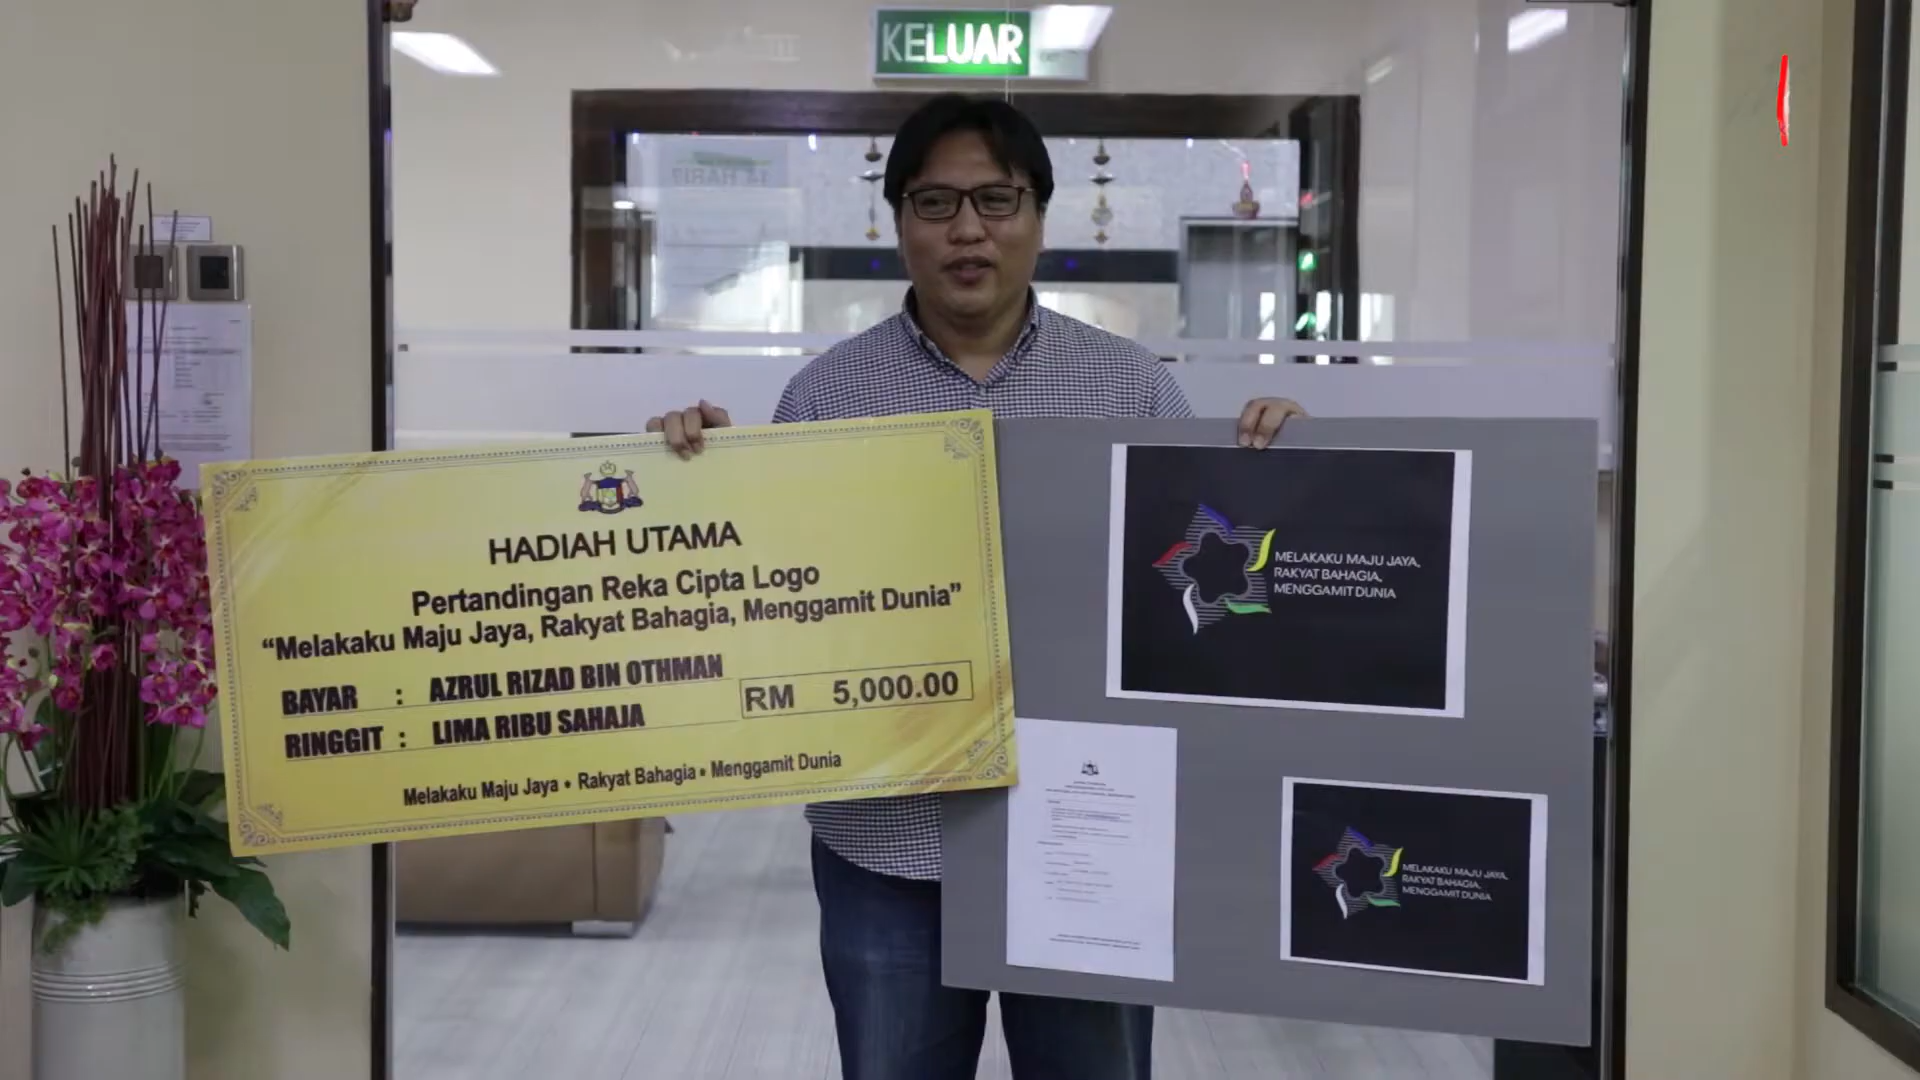 KELUAR
14 HARI?
HADIAH UTAMA
Pertandingan Reka Cipta Logo
“Melakaku Maju Jaya, Rakyat Bahagia, Menggamit Dunia”
BAYAR : AZRUL RIZAD BIN OTHMAN
RINGGIT : LIMA RIBU SAHAJA
RM 5,000.00
Melakaku Maju Jaya • Rakyat Bahagia • Menggamit Dunia
MELAKAKU MAJU JAYA,
RAKYAT BAHAGIA,
MENGGAMIT DUNIA
MELAKAKU MAJU JAYA,
RAKYAT BAHAGIA,
MENGGAMIT DUNIA